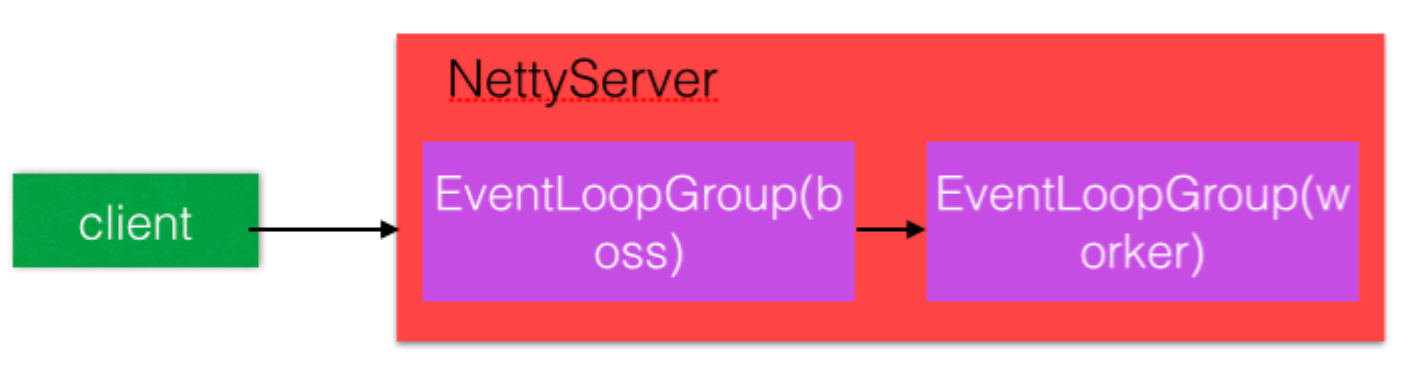 NettyServer
client
EventLoopGroup(b
oss)
EventLoopGroup(w
orker)